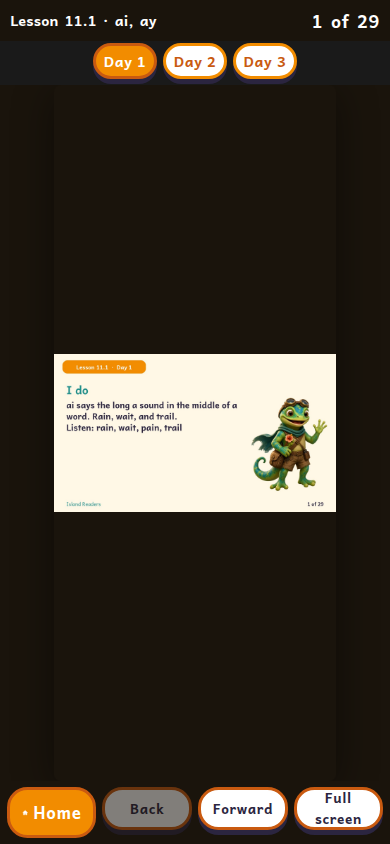 Lesson 11.1 · ai, ay
1 of 29
Day 1
Day 2
Day 3
Lesson 11.1 · Day 1
I do
ai says the long a sound in the middle of a
word. Rain, wait, and trail.
Listen: rain, wait, pain, trail
Island Readers
1 of 29
Home
Back
Forward
Full
screen